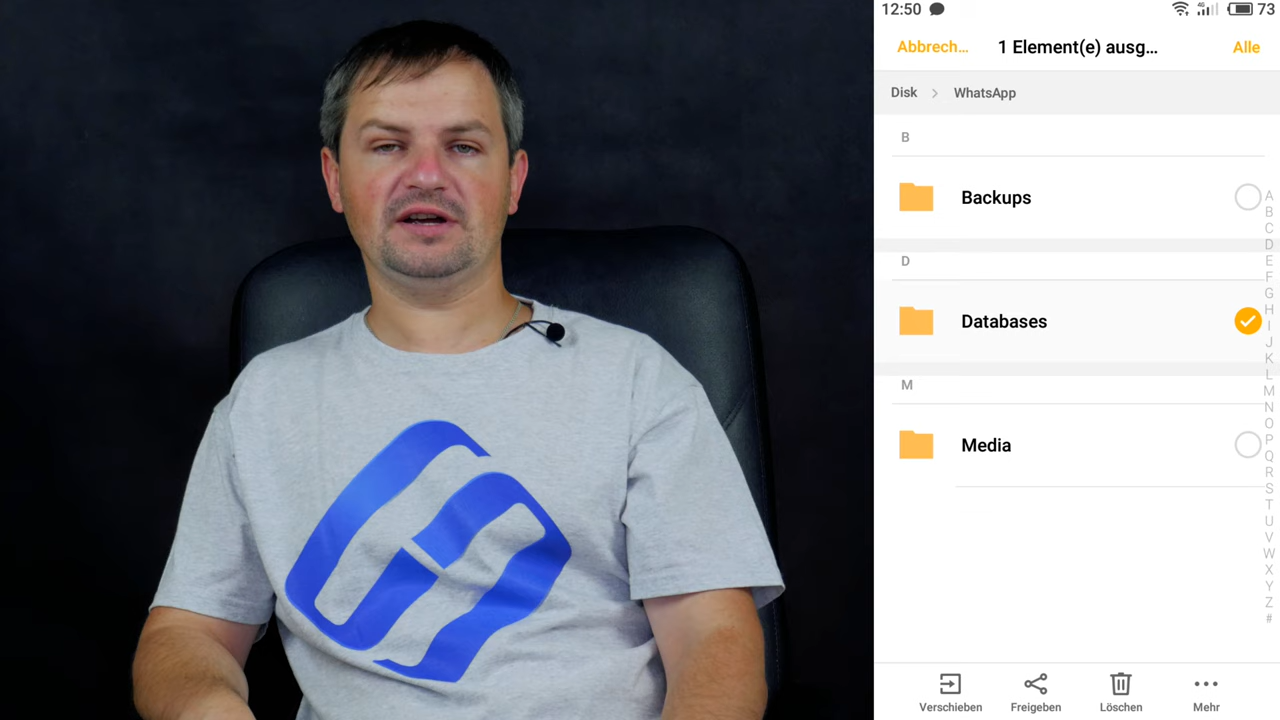 12:50
73
Abbrech...
1 Element(e) ausg...
Alle
Disk
WhatsApp
B
Backups
D
Databases
M
Media
A
B
C
D
E
F
G
H
I
J
K
L
M
N
O
P
Q
R
S
T
U
V
W
X
Y
Z
#
Verschieben
Freigeben
Löschen
Mehr